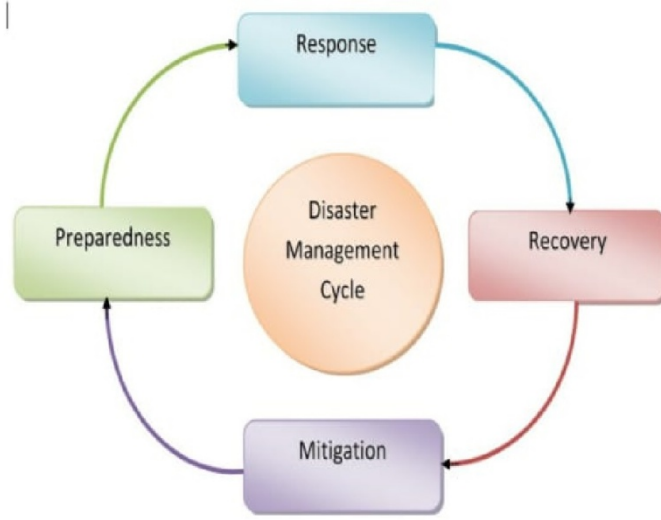 Response
Preparedness
Disaster
Management
Cycle
Recovery
Mitigation